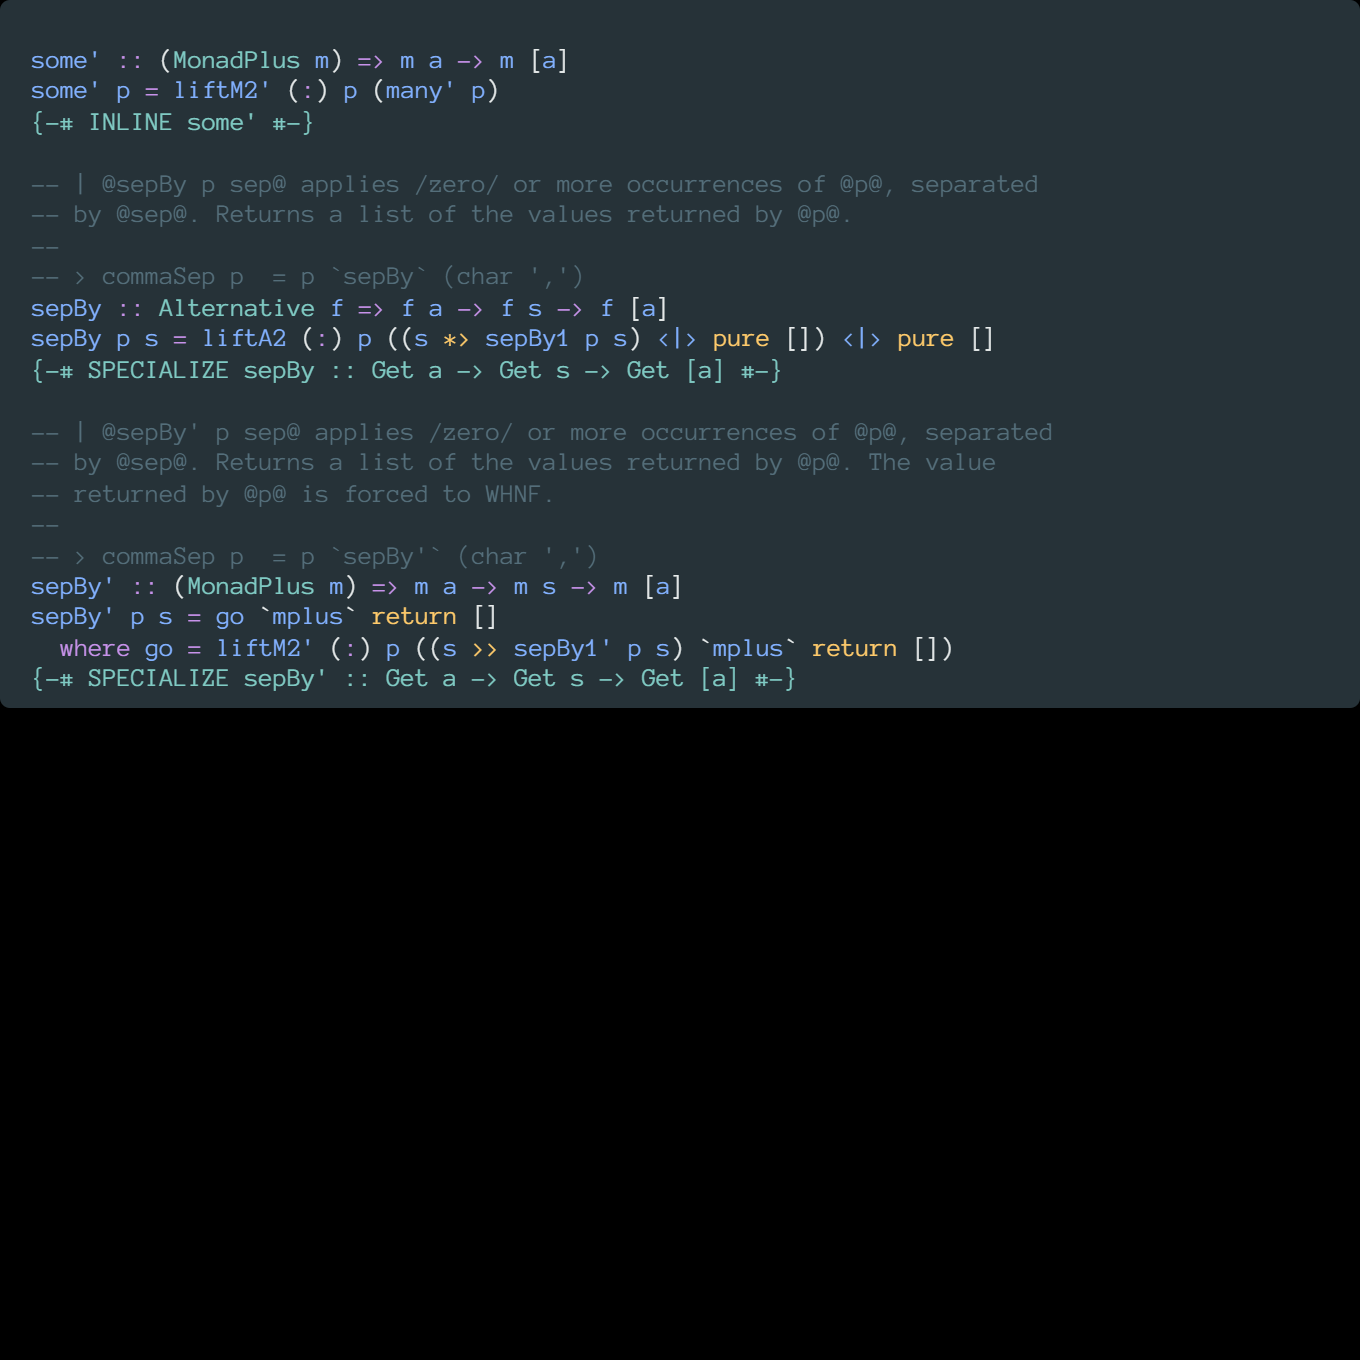 some' :: (MonadPlus m) => m a -> m [a]
some' p = liftM2' (:) p (many' p)
{-# INLINE some' #-}

-- | @sepBy p sep@ applies /zero/ or more occurrences of @p@, separated
-- by @sep@. Returns a list of the values returned by @p@.
--
-- > commaSep p  = p `sepBy` (char ',')
sepBy :: Alternative f => f a -> f s -> f [a]
sepBy p s = liftA2 (:) p ((s *> sepBy1 p s) <|> pure []) <|> pure []
{-# SPECIALIZE sepBy :: Get a -> Get s -> Get [a] #-}

-- | @sepBy' p sep@ applies /zero/ or more occurrences of @p@, separated
-- by @sep@. Returns a list of the values returned by @p@. The value
-- returned by @p@ is forced to WHNF.
--
-- > commaSep p  = p `sepBy'` (char ',')
sepBy' :: (MonadPlus m) => m a -> m s -> m [a]
sepBy' p s = go `mplus` return []
  where go = liftM2' (:) p ((s >> sepBy1' p s) `mplus` return [])
{-# SPECIALIZE sepBy' :: Get a -> Get s -> Get [a] #-}